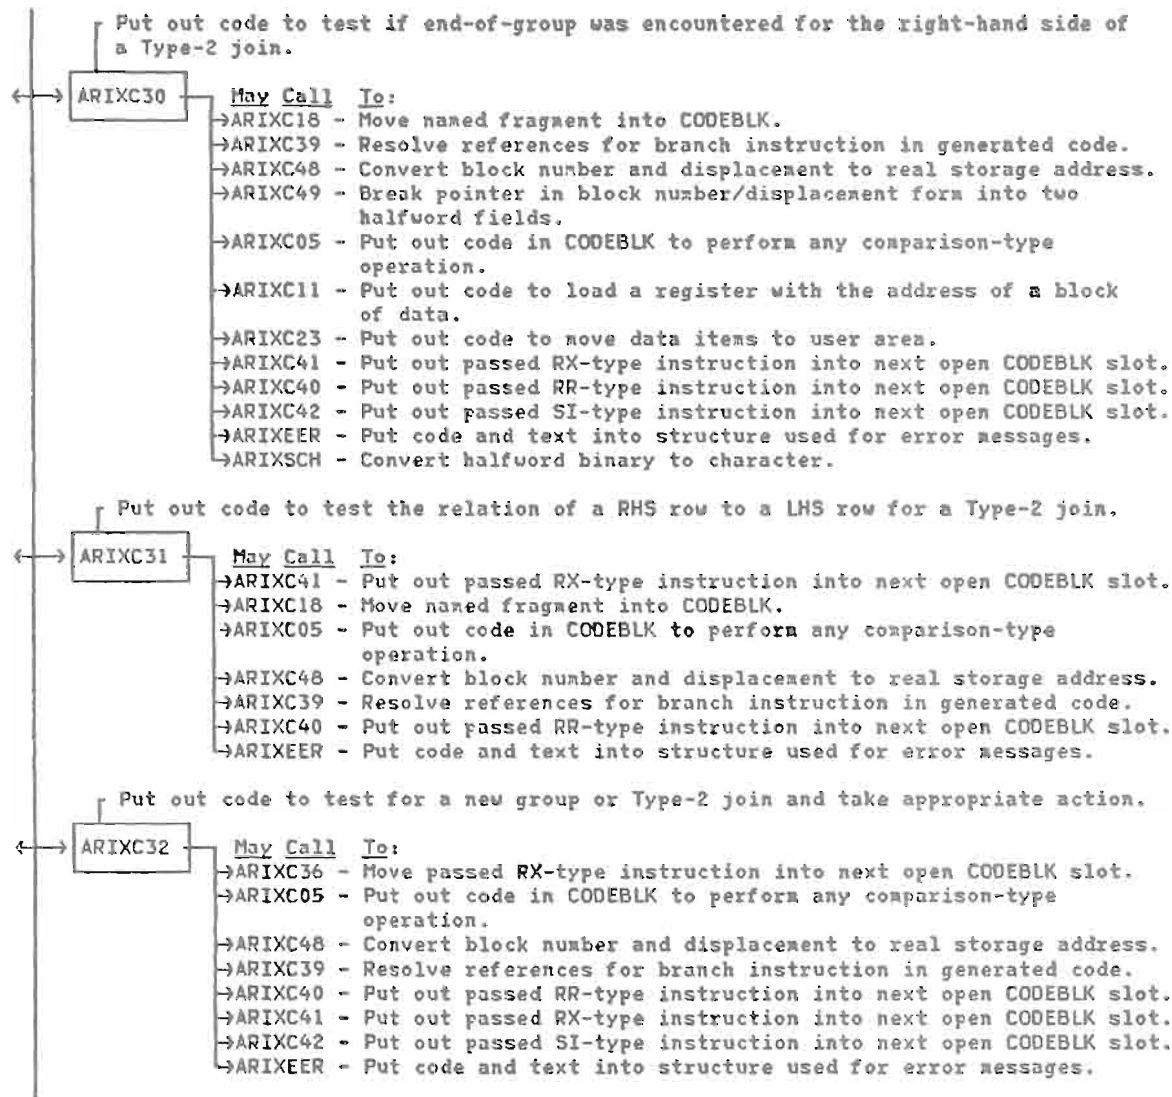 Put out code to test if end-of-group was encountered for the right-hand side of
a Type-2 join.
ARIXC30
May Call To:
ARIXC18 - Move named fragment into CODEBLK.
ARIXC39 - Resolve references for branch instruction in generated code.
ARIXC48 - Convert block number and displacement to real storage address.
ARIXC49 - Break pointer in block number/displacement form into two
halfword fields.
ARIXC05 - Put out code in CODEBLK to perform any comparison-type
operation.
ARIXC11 - Put out code to load a register with the address of a block
of data.
ARIXC23 - Put out code to move data items to user area.
ARIXC41 - Put out passed RX-type instruction into next open CODEBLK slot.
ARIXC40 - Put out passed RR-type instruction into next open CODEBLK slot.
ARIXC42 - Put out passed SI-type instruction into next open CODEBLK slot.
ARIXEER - Put code and text into structure used for error messages.
ARIXSCH - Convert halfword binary to character.
Put out code to test the relation of a RHS row to a LHS row for a Type-2 join.
ARIXC31
May Call To:
ARIXC41 - Put out passed RX-type instruction into next open CODEBLK slot.
ARIXC18 - Move named fragment into CODEBLK.
ARIXC05 - Put out code in CODEBLK to perform any comparison-type
operation.
ARIXC48 - Convert block number and displacement to real storage address.
ARIXC39 - Resolve references for branch instruction in generated code.
ARIXC40 - Put out passed RR-type instruction into next open CODEBLK slot.
ARIXEER - Put code and text into structure used for error messages.
Put out code to test for a new group or Type-2 join and take appropriate action.
ARIXC32
May Call To:
ARIXC36 - Move passed RX-type instruction into next open CODEBLK slot.
ARIXC05 - Put out code in CODEBLK to perform any comparison-type
operation.
ARIXC48 - Convert block number and displacement to real storage address.
ARIXC39 - Resolve references for branch instruction in generated code.
ARIXC40 - Put out passed RR-type instruction into next open CODEBLK slot.
ARIXC41 - Put out passed RX-type instruction into next open CODEBLK slot.
ARIXC42 - Put out passed SI-type instruction into next open CODEBLK slot.
ARIXEER - Put code and text into structure used for error messages.